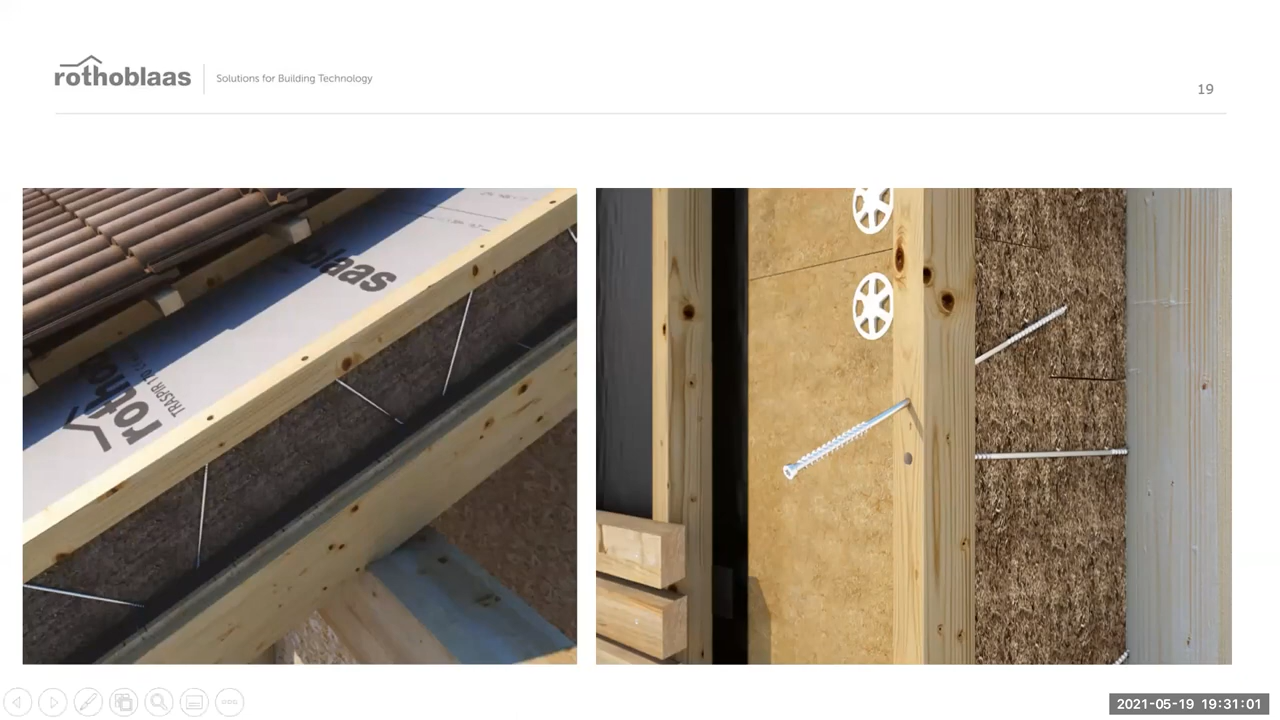 rothoblaas
Solutions for Building Technology
19
blaas
rotho
TRASPIR
2021-05-19 19:31:01